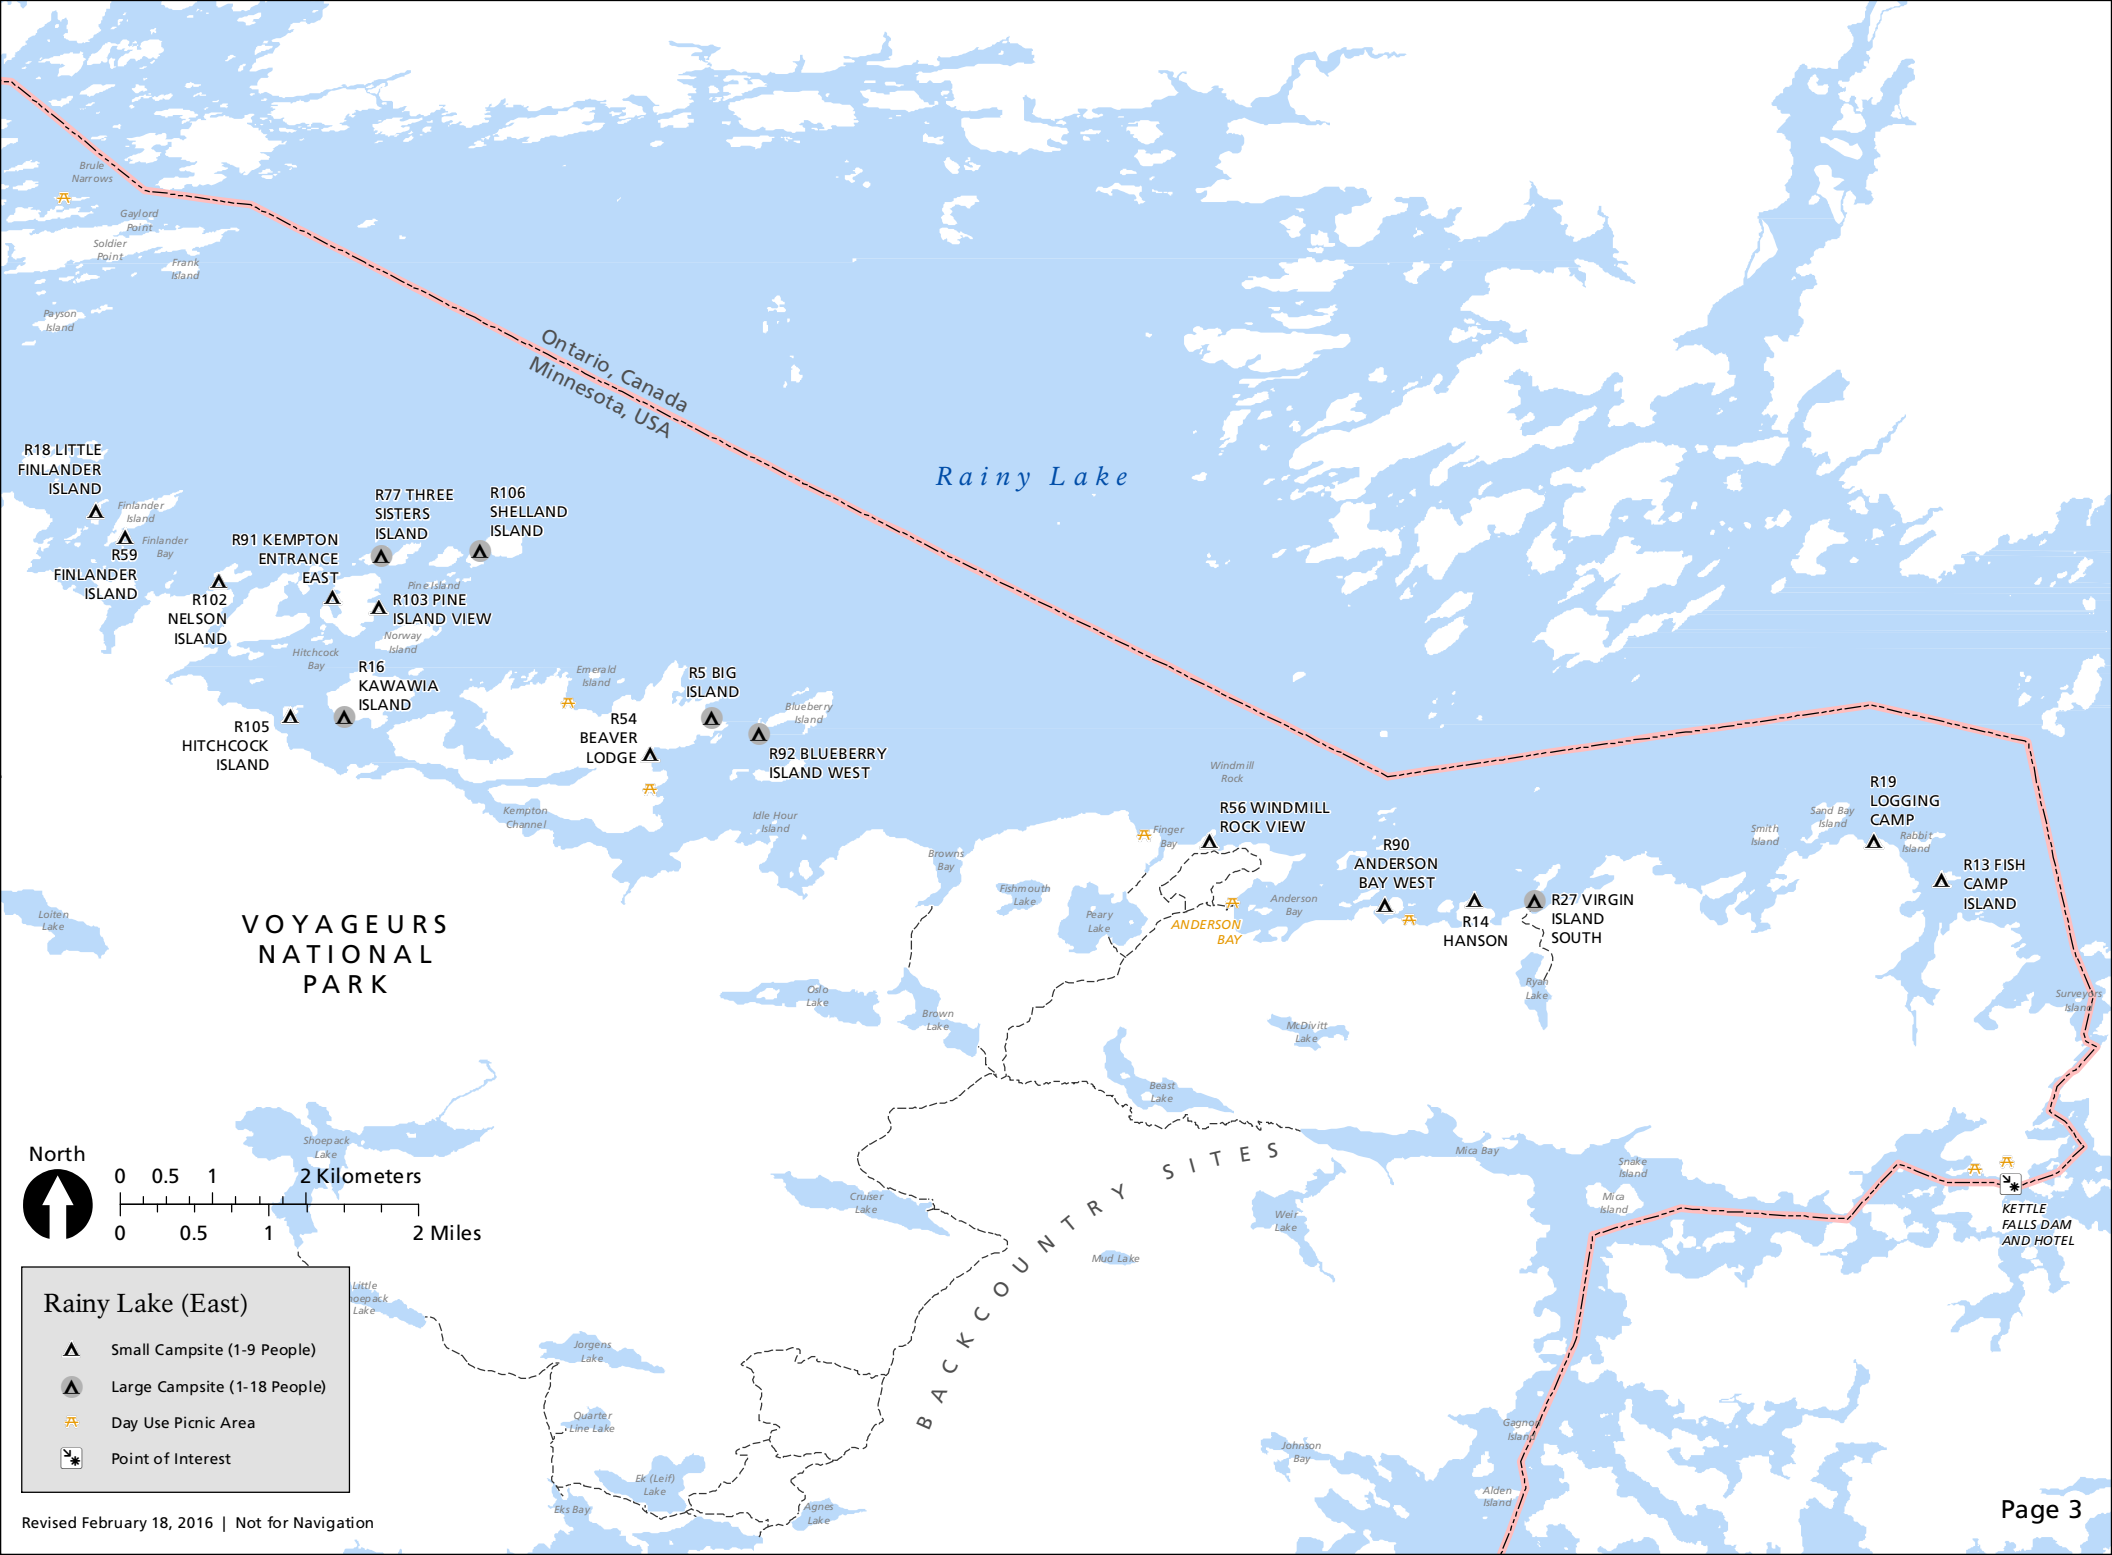 Brule
Narrows
Gaylord
Point
Soldier
Point
Frank
Island
Payson
Island
Ontario, Canada
Minnesota, USA
Rainy Lake
R18 LITTLE
FINLANDER
ISLAND
Finlander
Island
Finlander
Bay
R59
FINLANDER
ISLAND
R91 KEMPTON
ENTRANCE
EAST
R77 THREE
SISTERS
ISLAND
R106
SHELLAND
ISLAND
R102
NELSON
ISLAND
Pine Island
R103 PINE
ISLAND VIEW
Norway
Island
Hitchcock
Bay
R16
KAWAWIA
ISLAND
R105
HITCHCOCK
ISLAND
Emerald
Island
R5 BIG
ISLAND
R54
BEAVER
LODGE
Blueberry
Island
R92 BLUEBERRY
ISLAND WEST
Kempton
Channel
Idle Hour
Island
Windmill
Rock
R56 WINDMILL
ROCK VIEW
Finger
Bay
Browns
Bay
Fishmouth
Lake
Peary
Lake
ANDERSON
BAY
Anderson
Bay
R90
ANDERSON
BAY WEST
R14
HANSON
R27 VIRGIN
ISLAND
SOUTH
Ryan
Lake
Smith
Island
Sand Bay
Island
R19
LOGGING
CAMP
Rabbit
Island
R13 FISH
CAMP
ISLAND
Surveyors
Island
Loiten
Lake
VOYAGEURS
NATIONAL
PARK
Oslo
Lake
Brown
Lake
McDivitt
Lake
Beast
Lake
BACKCOUNTRY SITES
Mica Bay
Snake
Island
Mica
Island
KETTLE
FALLS DAM
AND HOTEL
Shoepack
Lake
Cruiser
Lake
Weir
Lake
Mud Lake
North
0 0.5 1 2 Kilometers
0 0.5 1 2 Miles
Little
hoepack
Lake
Rainy Lake (East)
Small Campsite (1-9 People)
Large Campsite (1-18 People)
Day Use Picnic Area
Point of Interest
Jorgens
Lake
Quarter
Line Lake
Ek (Leif)
Lake
Eks Bay
Agnes
Lake
Johnson
Bay
Gagnon
Island
Alden
Island
Revised February 18, 2016 | Not for Navigation
Page 3